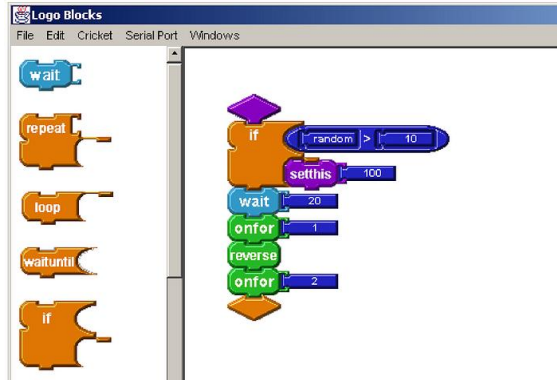 Logo Blocks
File Edit Cricket Serial Port Windows
wait
repeat
loop
waituntil
if
if random > 10
setthis 100
wait 20
onfor 1
reverse
onfor 2